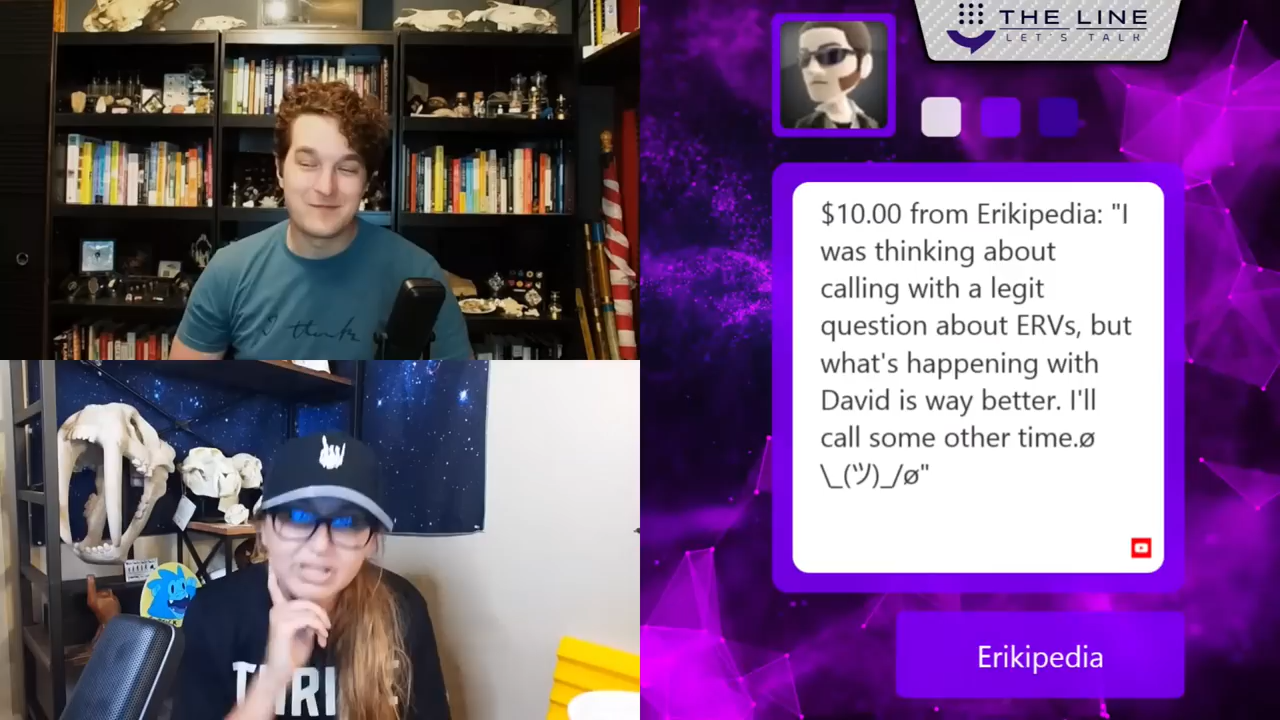 THE LINE
LET'S TALK
$10.00 from Erikipedia: "I
was thinking about
calling with a legit
question about ERVs, but
what's happening with
David is way better. I'll
call some other time.ø
\_(ツ)_/ø"
Erikipedia
I think